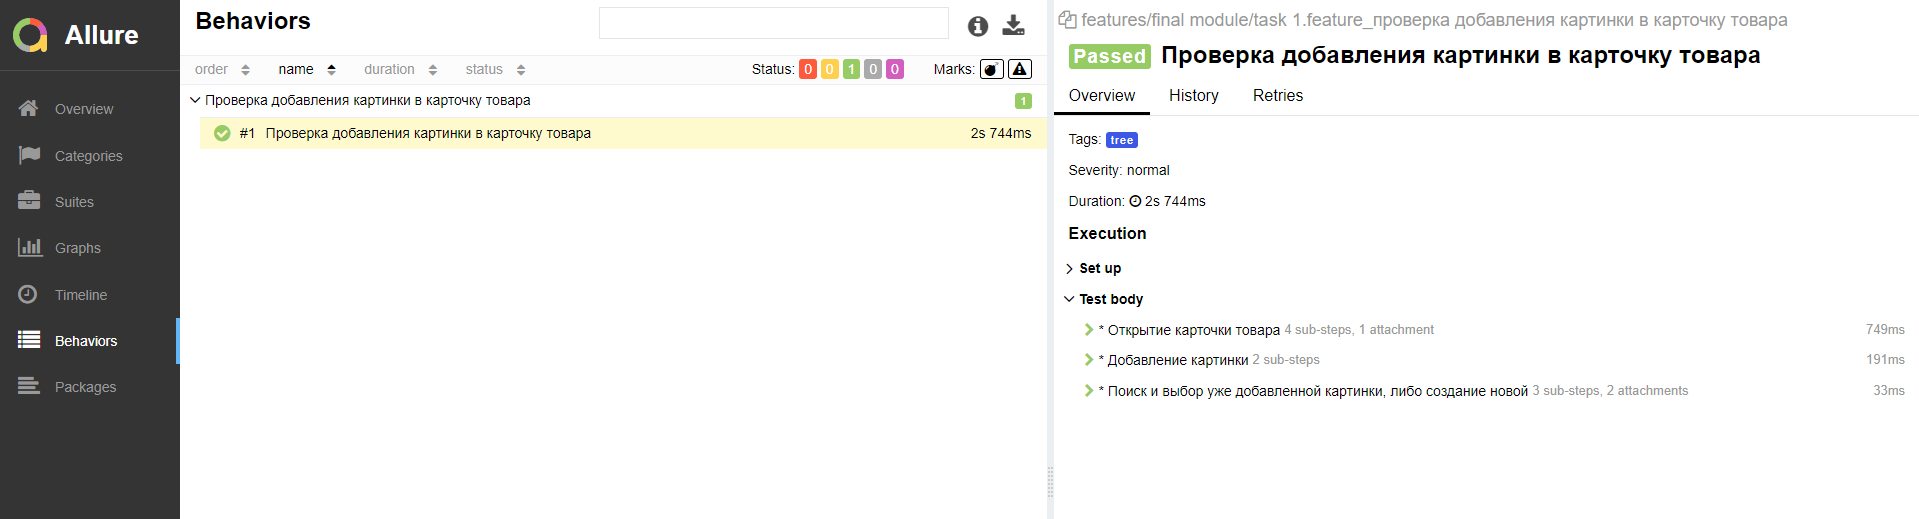 Allure
Overview
Categories
Suites
Graphs
Timeline
Behaviors
Packages
Behaviors
order name duration status Status: 0 0 1 0 0 Marks:
Проверка добавления картинки в карточку товара 1
#1 Проверка добавления картинки в карточку товара 2s 744ms
features/final module/task 1.feature_проверка добавления картинки в карточку товара
Passed Проверка добавления картинки в карточку товара
Overview History Retries
Tags: tree
Severity: normal
Duration: 2s 744ms
Execution
Set up
Test body
* Открытие карточки товара 4 sub-steps, 1 attachment 749ms
* Добавление картинки 2 sub-steps 191ms
* Поиск и выбор уже добавленной картинки, либо создание новой 3 sub-steps, 2 attachments 33ms